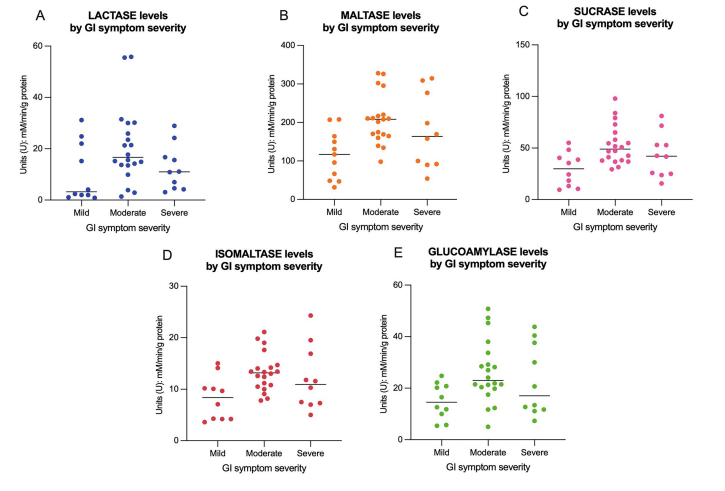 A
LACTASE levels
by GI symptom severity
Units (U): mM/min/g protein
60
40
20
0
Mild Moderate Severe
GI symptom severity
B
MALTASE levels
by GI symptom severity
Units (U): mM/min/g protein
400
300
200
100
0
Mild Moderate Severe
GI symptom severity
C
SUCRASE levels
by GI symptom severity
Units (U): mM/min/g protein
150
100
50
0
Mild Moderate Severe
GI symptom severity
D
ISOMALTASE levels
by GI symptom severity
Units (U): mM/min/g protein
30
20
10
0
Mild Moderate Severe
GI symptom severity
E
GLUCOAMYLASE levels
by GI symptom severity
Units (U): mM/min/g protein
60
40
20
0
Mild Moderate Severe
GI symptom severity